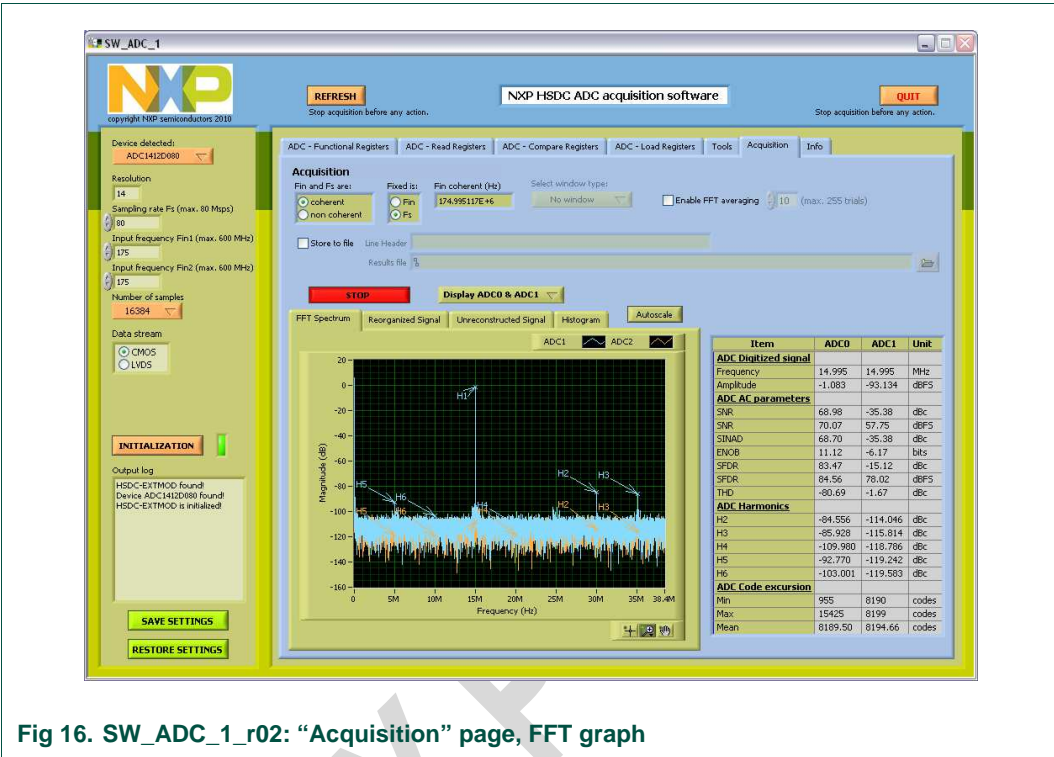 SW_ADC_1
NXP
copyright NXP semiconductors 2010
REFRESH
Stop acquisition before any action.
NXP HSDC ADC acquisition software
QUIT
Stop acquisition before any action.
Device detected:
ADC1412D080
Resolution
14
Sampling rate Fs (max. 80 Msps)
80
Input frequency Fin1 (max. 600 MHz)
175
Input frequency Fin2 (max. 600 MHz)
175
Number of samples
16384
Data stream
CMOS
LVDS
INITIALIZATION
Output log
HSDC-EXTMOD found!
Device ADC1412D080 found!
HSDC-EXTMOD is initialized!
SAVE SETTINGS
RESTORE SETTINGS
ADC - Functional Registers ADC - Read Registers ADC - Compare Registers ADC - Load Registers Tools Acquisition Info
Acquisition
Fin and Fs are: Fixed is: Fin coherent (Hz) Select window type:
coherent Fin 174.995117E+6 No window Enable FFT averaging 10 (max. 255 trials)
non coherent Fs
Store to file Line Header
Results file
STOP Display ADC0 & ADC1
FFT Spectrum Reorganized Signal Unreconstructed Signal Histogram Autoscale
ADC1 ADC2
Magnitude (dB)
20
0
-20
-40
-60
-80
-100
-120
-140
-160
H1
H2 H3
H5
H6
H4
H5 H6 H2 H3
0 5M 10M 15M 20M 25M 30M 35M 38.4M
Frequency (Hz)
Item ADC0 ADC1 Unit
ADC Digitized signal
Frequency 14.995 14.995 MHz
Amplitude -1.083 -93.134 dBFS
ADC AC parameters
SNR 68.98 -35.38 dBc
SNR 70.07 57.75 dBFS
SINAD 68.70 -35.38 dBc
ENOB 11.12 -6.17 bits
SFDR 83.47 -15.12 dBc
SFDR 84.56 78.02 dBFS
THD -80.69 -1.67 dBc
ADC Harmonics
H2 -84.556 -114.046 dBc
H3 -85.928 -115.814 dBc
H4 -109.980 -118.786 dBc
H5 -92.770 -119.242 dBc
H6 -103.001 -119.583 dBc
ADC Code excursion
Min 955 8190 codes
Max 15425 8199 codes
Mean 8189.50 8194.66 codes
Fig 16. SW_ADC_1_r02: “Acquisition” page, FFT graph